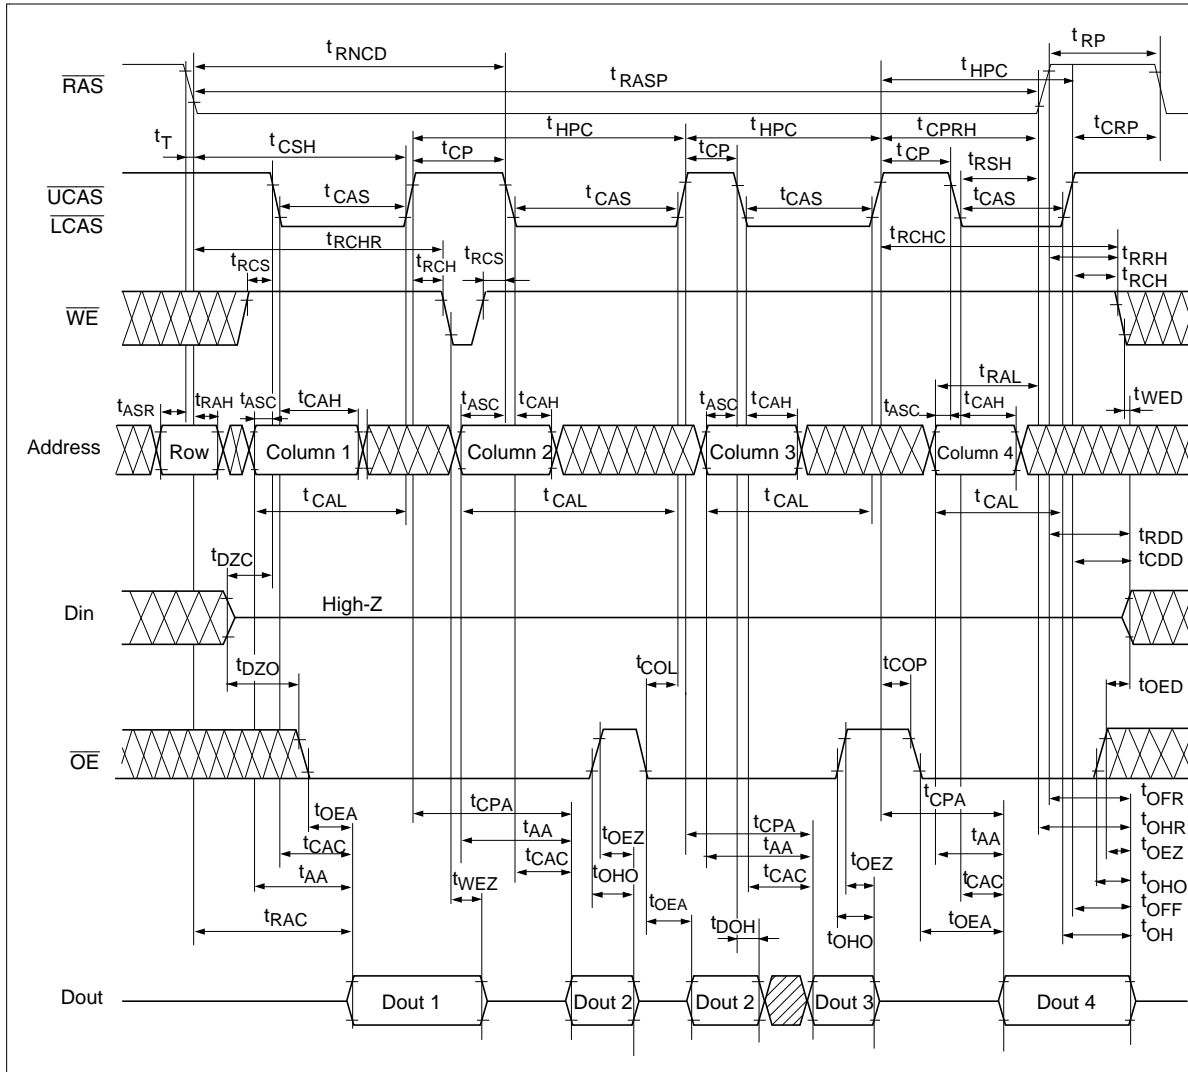 tRNCD
tRP
RAS
tRASP
tHPC
tT
tCSH
tHPC
tHPC
tCPRH
tCRP
tCP
tCP
tCP
tRSH
UCAS
LCAS
tCAS
tCAS
tCAS
tCAS
tRCHR
tRCHC
tRCS
tRCH
tRCS
tRRH
tRCH
WE
tRAL
tWED
tASR
tRAH
tASC
tCAH
tASC
tCAH
tASC
tCAH
tASC
tCAH
Address
Row
Column 1
Column 2
Column 3
Column 4
tCAL
tCAL
tCAL
tCAL
tRDD
tCDD
tDZC
Din
High-Z
tDZO
tCOL
tCOP
tOED
OE
tOEA
tCPA
tCPA
tCPA
tOFR
tOHR
tCAC
tAA
tOEZ
tAA
tOEZ
tAA
tOEZ
tAA
tWEZ
tCAC
tOHO
tCAC
tCAC
tOHO
tRAC
tOEA
tDOH
tOHO
tOEA
tOFF
tOH
Dout
Dout 1
Dout 2
Dout 2
Dout 3
Dout 4